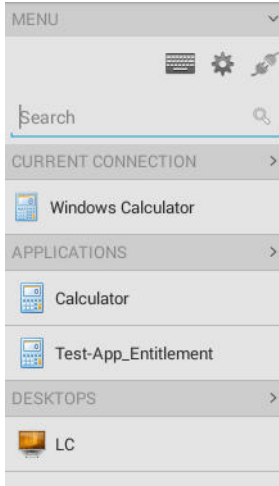 MENU
Search
CURRENT CONNECTION
Windows Calculator
APPLICATIONS
Calculator
Test-App_Entitlement
DESKTOPS
LC